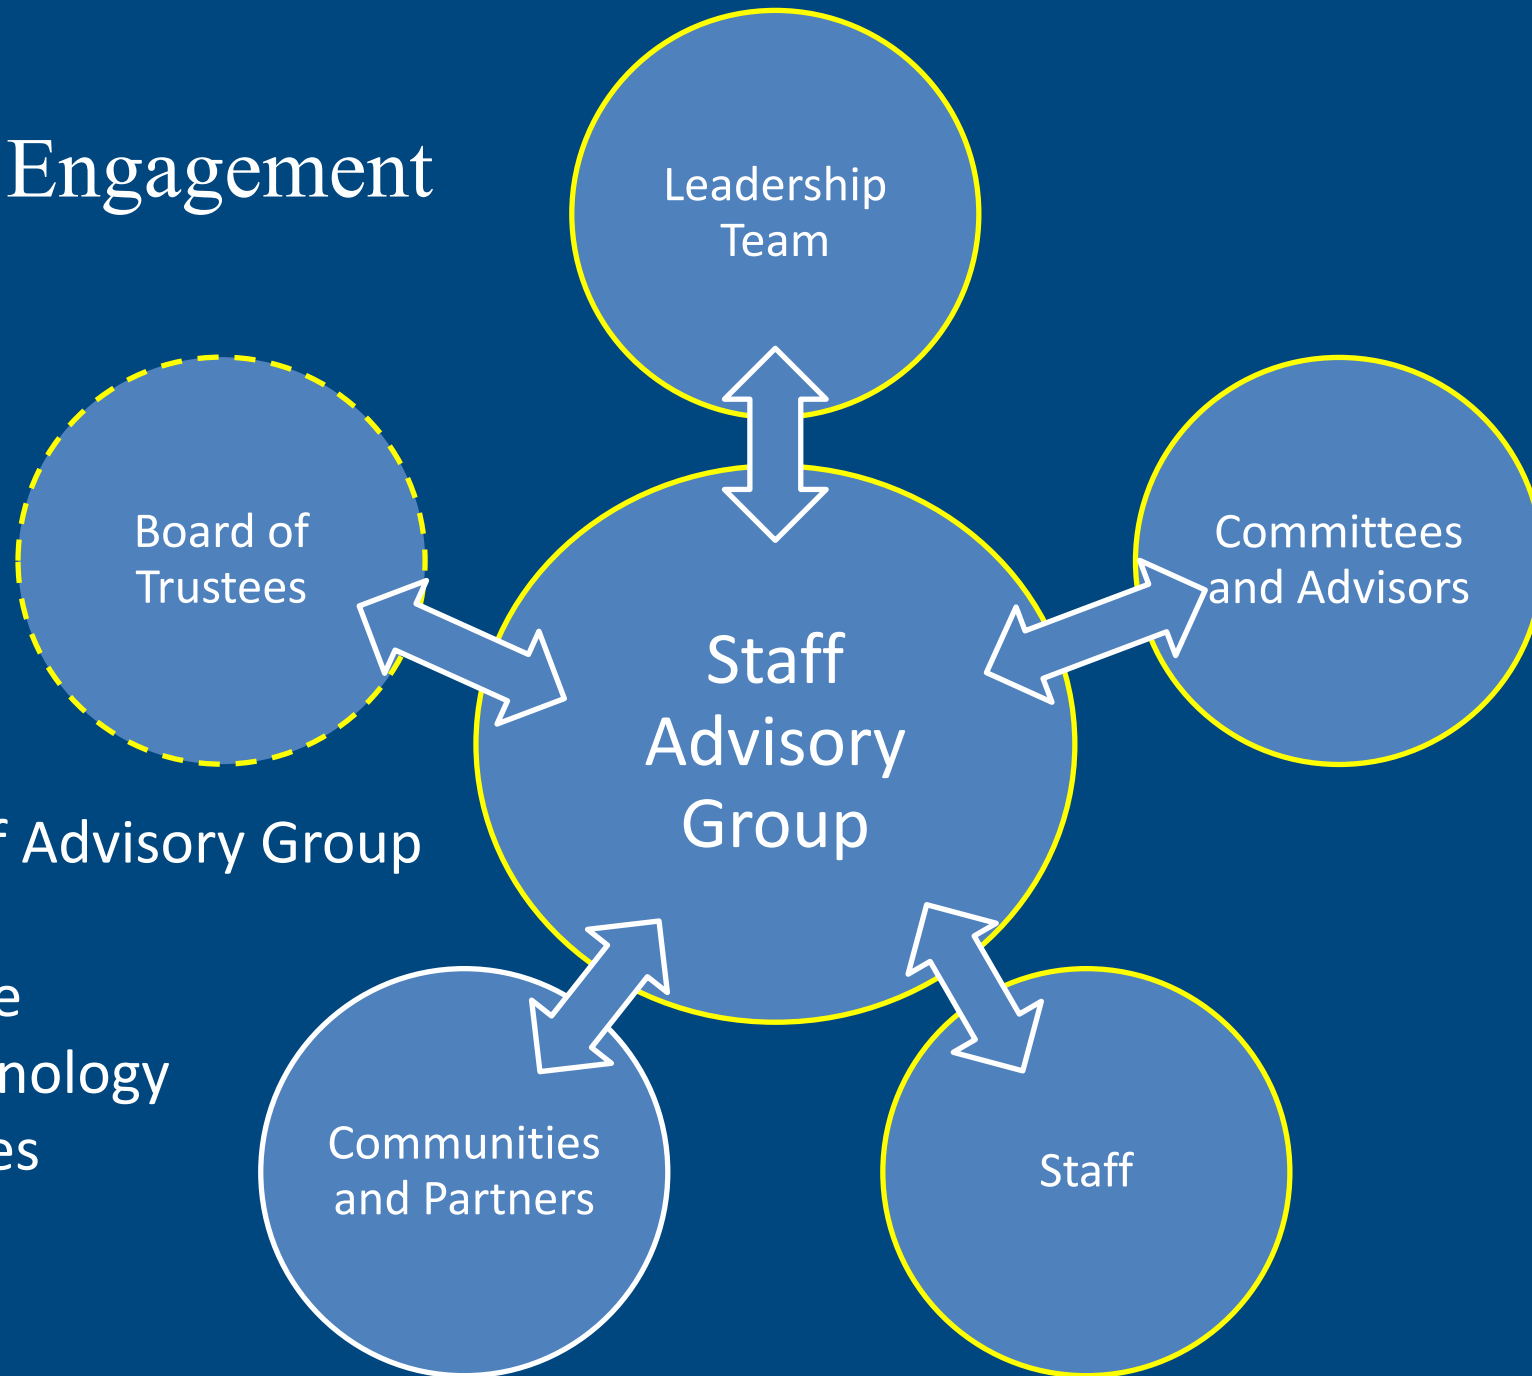 Engagement
Leadership
Team
Board of
Trustees
Committees
and Advisors
Staff
Advisory
Group
f Advisory Group
e
nology
es
Communities
and Partners
Staff